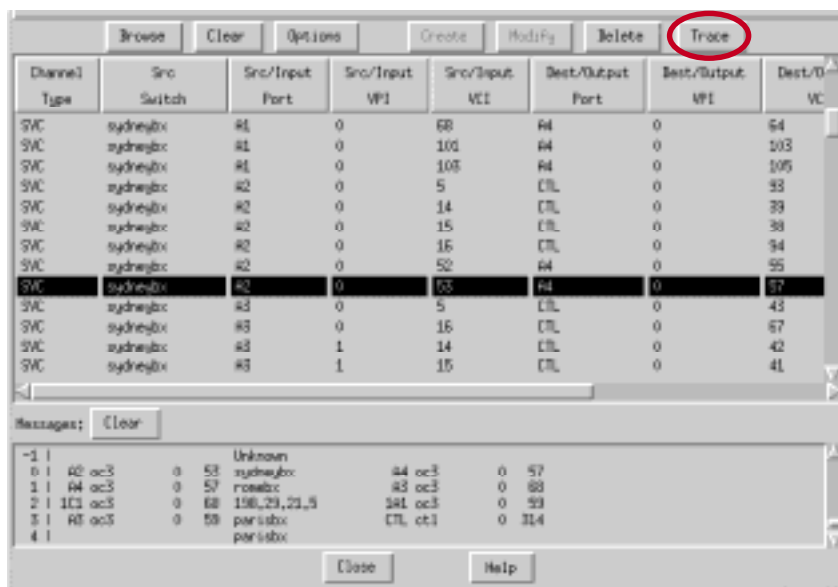 Browse Clear Options Create Modify Delete Trace
Channel Src Src/Input Src/Input Src/Input Dest/Output Dest/Output Dest/O
Type Switch Port VPI VCI Port VPI VC
SVC sydneybx A1 0 68 A4 0 64
SVC sydneybx A1 0 101 A4 0 103
SVC sydneybx A1 0 103 A4 0 105
SVC sydneybx A2 0 5 CTL 0 93
SVC sydneybx A2 0 14 CTL 0 39
SVC sydneybx A2 0 15 CTL 0 38
SVC sydneybx A2 0 16 CTL 0 94
SVC sydneybx A2 0 52 A4 0 55
SVC sydneybx A2 0 53 A4 0 57
SVC sydneybx A3 0 5 CTL 0 43
SVC sydneybx A3 0 16 CTL 0 67
SVC sydneybx A3 1 14 CTL 0 42
SVC sydneybx A3 1 15 CTL 0 41
Messages: Clear
-1 | Unknown
0 | A2 oc3 0 53 sydneybx A4 oc3 0 57
1 | A4 oc3 0 57 romebx A3 oc3 0 68
2 | 1C1 oc3 0 68 198.29.21.5 1A1 oc3 0 59
3 | A3 oc3 0 59 parisbx CTL ctl 0 314
4 | parisbx
Close Help